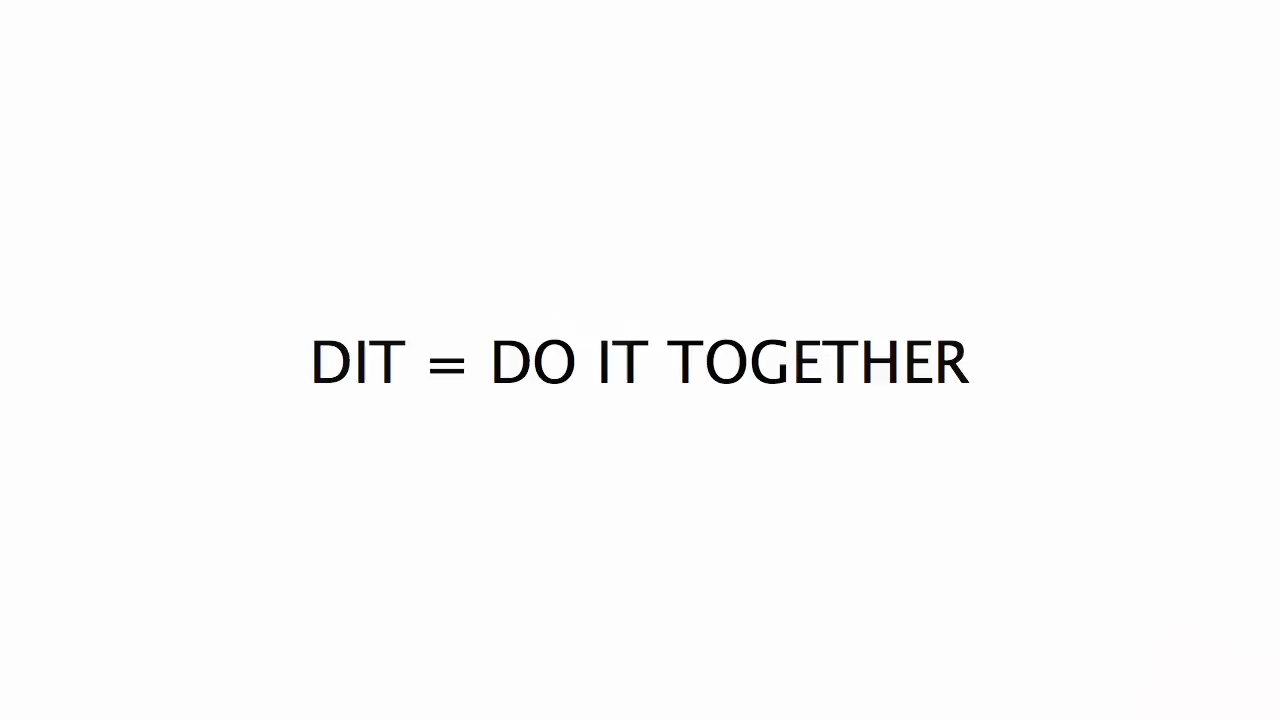 DIT = DO IT TOGETHER